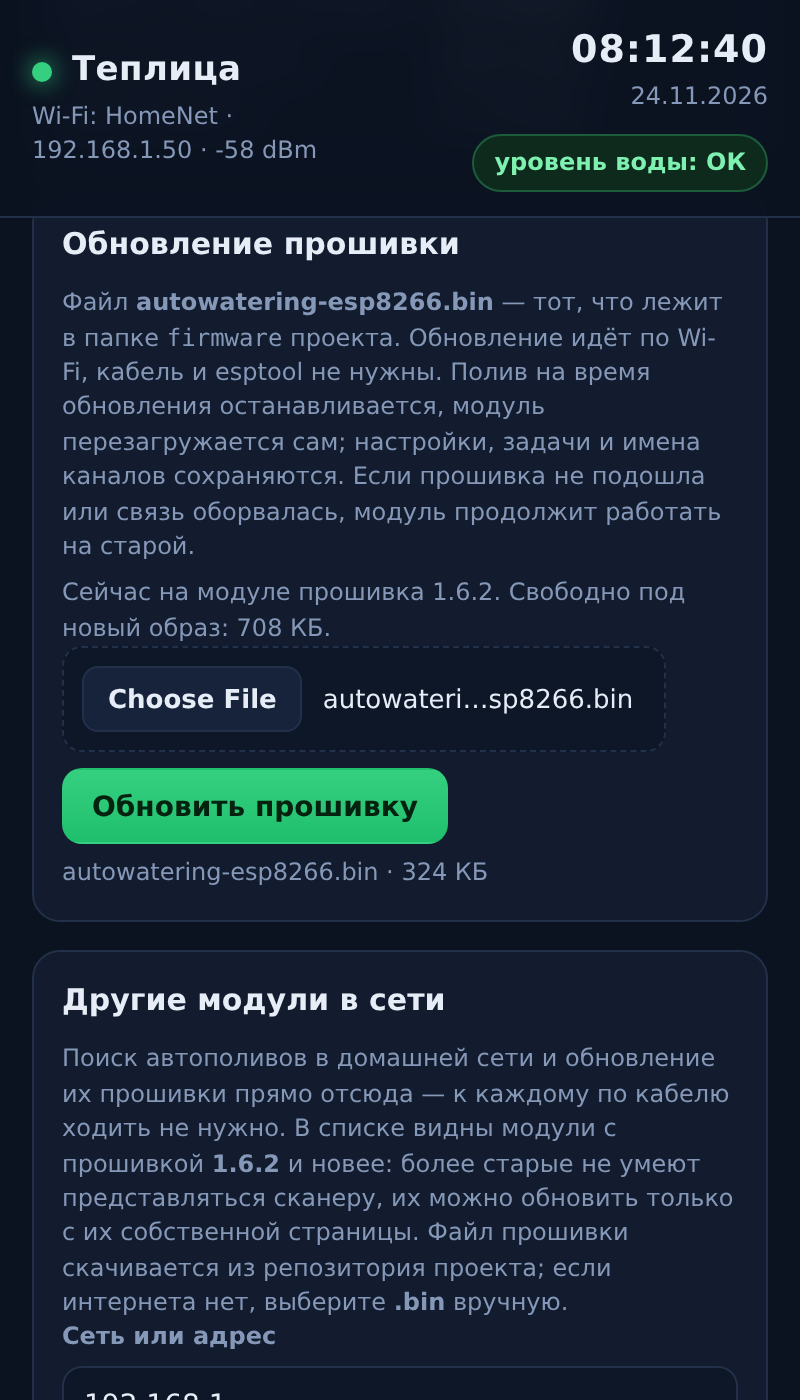 Теплица
Wi-Fi: HomeNet ·
192.168.1.50 · -58 dBm
08:12:40
24.11.2026
уровень воды: ОК
Обновление прошивки
Файл autowatering-esp8266.bin — тот, что лежит
в папке firmware проекта. Обновление идёт по Wi-
Fi, кабель и esptool не нужны. Полив на время
обновления останавливается, модуль
перезагружается сам; настройки, задачи и имена
каналов сохраняются. Если прошивка не подошла
или связь оборвалась, модуль продолжит работать
на старой.
Сейчас на модуле прошивка 1.6.2. Свободно под
новый образ: 708 КБ.
Choose File autowateri…sp8266.bin
Обновить прошивку
autowatering-esp8266.bin · 324 КБ
Другие модули в сети
Поиск автополивов в домашней сети и обновление
их прошивки прямо отсюда — к каждому по кабелю
ходить не нужно. В списке видны модули с
прошивкой 1.6.2 и новее: более старые не умеют
представляться сканеру, их можно обновить только
с их собственной страницы. Файл прошивки
скачивается из репозитория проекта; если
интернета нет, выберите .bin вручную.
Сеть или адрес
192.168.1